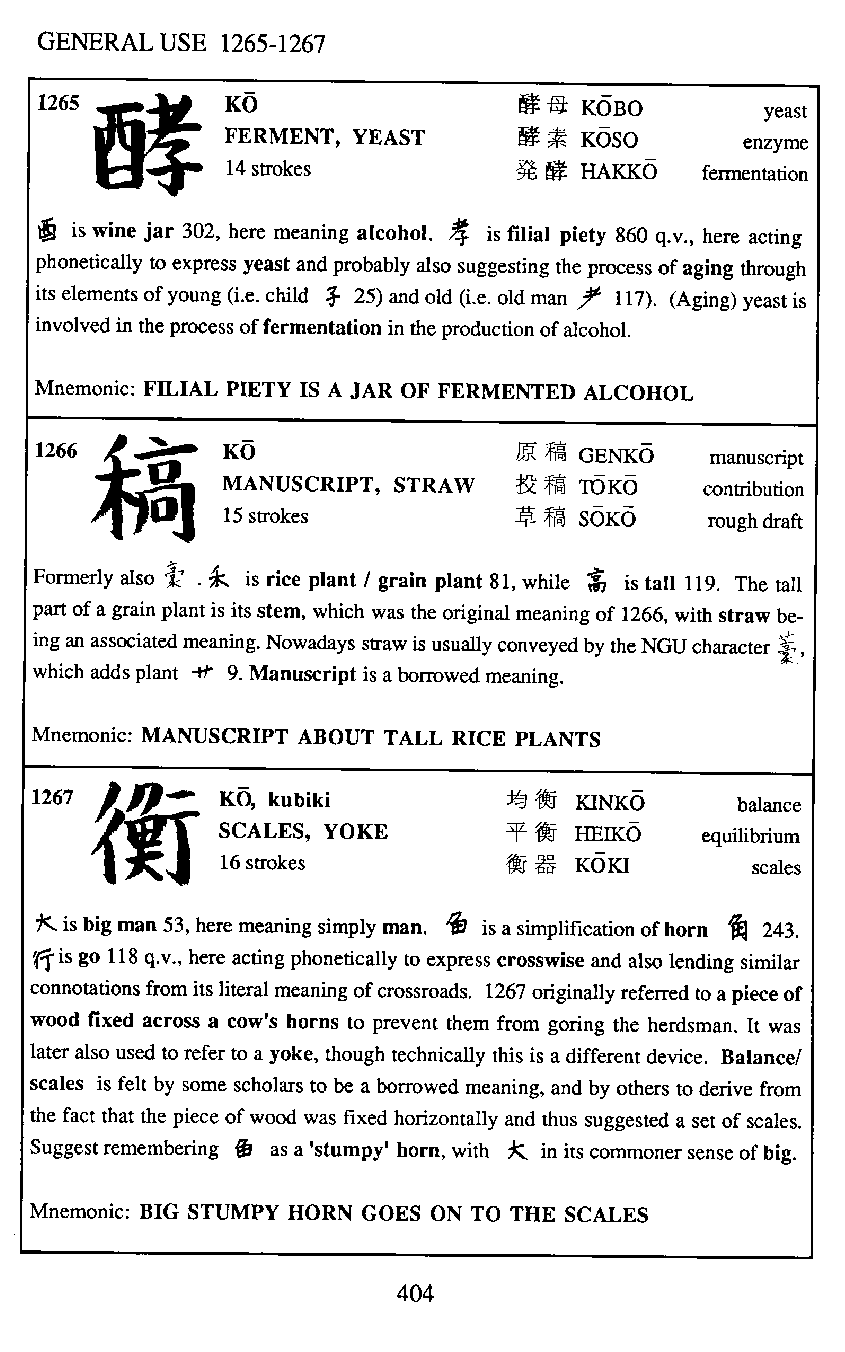 GENERAL USE 1265-1267
1265 酵 KŌ 酵母 KŌBO yeast
FERMENT, YEAST 酵素 KŌSO enzyme
14 strokes 発酵 HAKKŌ fermentation
酉 is wine jar 302, here meaning alcohol. 孝 is filial piety 860 q.v., here acting
phonetically to express yeast and probably also suggesting the process of aging through
its elements of young (i.e. child 子 25) and old (i.e. old man 耂 117). (Aging) yeast is
involved in the process of fermentation in the production of alcohol.
Mnemonic: FILIAL PIETY IS A JAR OF FERMENTED ALCOHOL
1266 稿 KŌ 原稿 GENKŌ manuscript
MANUSCRIPT, STRAW 投稿 TŌKŌ contribution
15 strokes 草稿 SŌKŌ rough draft
Formerly also . 禾 is rice plant / grain plant 81, while 高 is tall 119. The tall
part of a grain plant is its stem, which was the original meaning of 1266, with straw be-
ing an associated meaning. Nowadays straw is usually conveyed by the NGU character 藁,
which adds plant 艹 9. Manuscript is a borrowed meaning.
Mnemonic: MANUSCRIPT ABOUT TALL RICE PLANTS
1267 衡 KŌ, kubiki 均衡 KINKŌ balance
SCALES, YOKE 平衡 HEIKŌ equilibrium
16 strokes 衡器 KŌKI scales
大 is big man 53, here meaning simply man. is a simplification of horn 角 243.
行 is go 118 q.v., here acting phonetically to express crosswise and also lending similar
connotations from its literal meaning of crossroads. 1267 originally referred to a piece of
wood fixed across a cow's horns to prevent them from goring the herdsman. It was
later also used to refer to a yoke, though technically this is a different device. Balance/
scales is felt by some scholars to be a borrowed meaning, and by others to derive from
the fact that the piece of wood was fixed horizontally and thus suggested a set of scales.
Suggest remembering as a 'stumpy' horn, with 大 in its commoner sense of big.
Mnemonic: BIG STUMPY HORN GOES ON TO THE SCALES
404